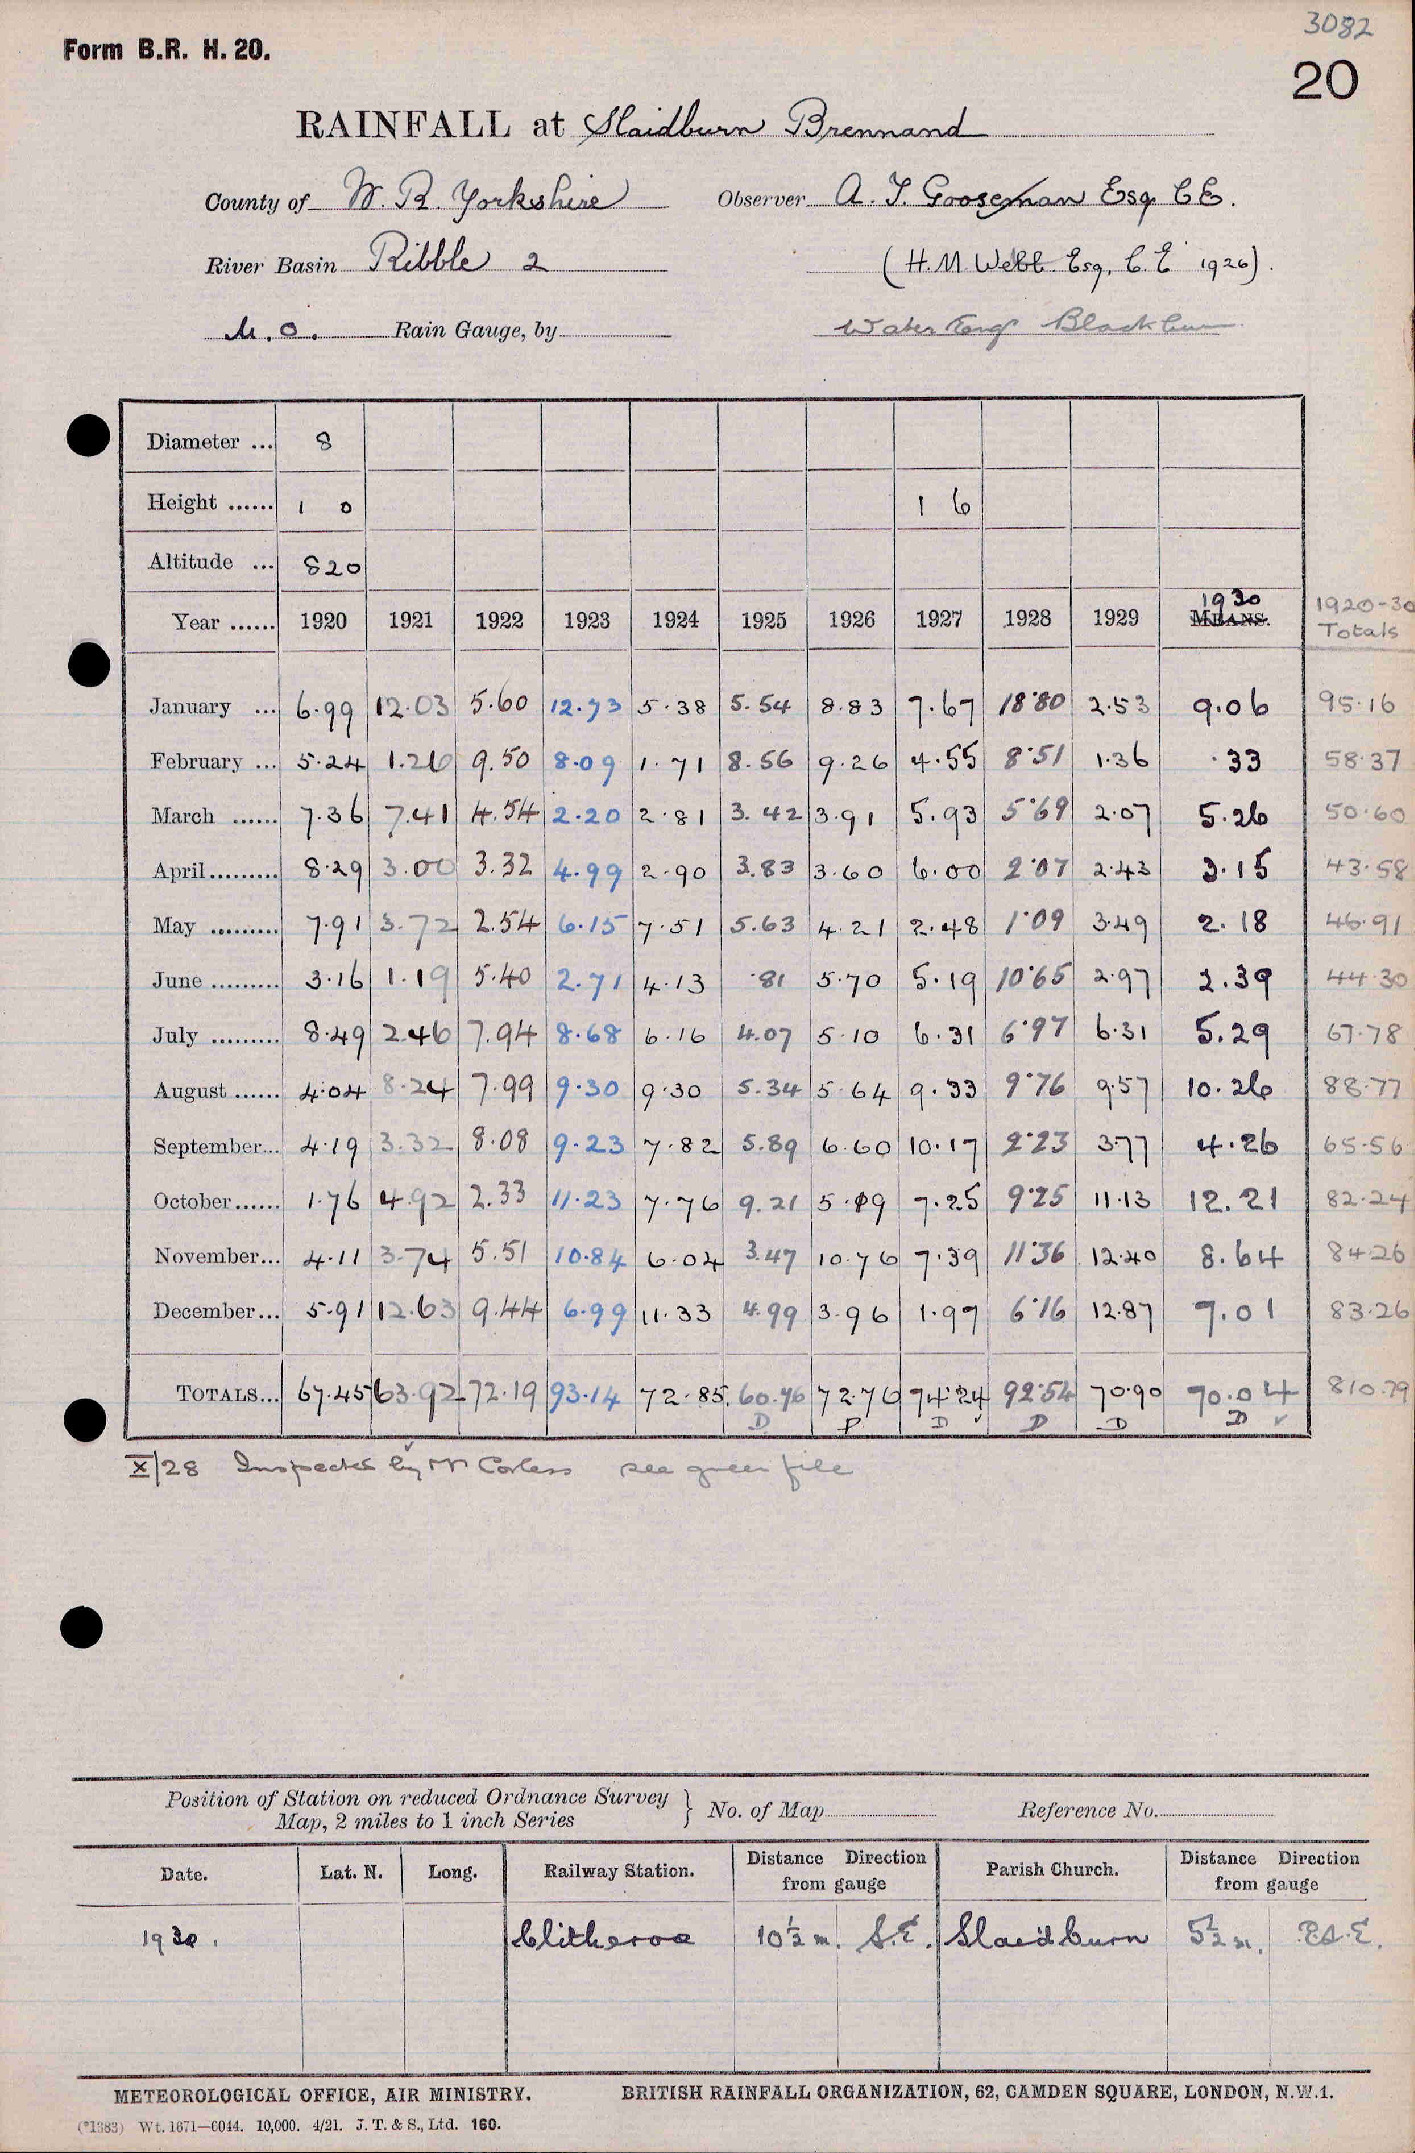 3082
Form B.R. H. 20.
20
RAINFALL at Slaidburn Brennand
County of W. R. Yorkshire Observer A. T. Gooseman Esq C.E.
River Basin Ribble 2 (H. M. Webb Esq, C.E 1926).
M.O. Rain Gauge, by Water Engr Blackburn
Diameter ... 8
Height ...... 1 0 1 6
Altitude ... 820
Year ...... 1920 1921 1922 1923 1924 1925 1926 1927 1928 1929 1930 MEANS. 1920-30 Totals
January ... 6.99 12.03 5.60 12.73 5.38 5.54 8.83 7.67 18.80 2.53 9.06 95.16
February ... 5.24 1.26 9.50 8.09 1.71 8.56 9.26 4.55 8.51 1.36 .33 58.37
March ...... 7.36 7.41 4.54 2.20 2.81 3.42 3.91 5.93 5.69 2.07 5.26 50.60
April......... 8.29 3.00 3.32 4.99 2.90 3.83 3.60 6.00 2.07 2.43 3.15 43.58
May ......... 7.91 3.72 2.54 6.15 7.51 5.63 4.21 2.48 1.09 3.49 2.18 46.91
June ......... 3.16 1.19 5.40 2.71 4.13 .81 5.70 5.19 10.65 2.97 2.39 44.30
July ......... 8.49 2.46 7.94 8.68 6.16 4.07 5.10 6.31 6.97 6.31 5.29 67.78
August ...... 4.04 8.24 7.99 9.30 9.30 5.34 5.64 9.33 9.76 9.57 10.26 88.77
September... 4.19 3.32 8.08 9.23 7.82 5.89 6.60 10.17 2.23 3.77 4.26 65.56
October...... 1.76 4.92 2.33 11.23 7.76 9.21 5.19 7.25 9.25 11.13 12.21 82.24
November... 4.11 3.74 5.51 10.84 6.04 3.47 10.76 7.39 11.36 12.40 8.64 84.26
December... 5.91 12.63 9.44 6.99 11.33 4.99 3.96 1.97 6.16 12.87 7.01 83.26
TOTALS... 67.45 63.92 72.19 93.14 72.85 60.76 72.76 74.24 92.54 70.90 70.04 810.79
D P D D D D
X/28 Inspected by Mr Corless see green file
Position of Station on reduced Ordnance Survey
Map, 2 miles to 1 inch Series } No. of Map Reference No.
Date. Lat. N. Long. Railway Station. Distance Direction from gauge Parish Church. Distance Direction from gauge
1930. Clitheroe 10½ m. S.E. Slaidburn 5½ m. E.S.E.
METEOROLOGICAL OFFICE, AIR MINISTRY. BRITISH RAINFALL ORGANIZATION, 62, CAMDEN SQUARE, LONDON, N.W.1.
(*1383) Wt. 1671—6044. 10,000. 4/21. J. T. & S., Ltd. 160.